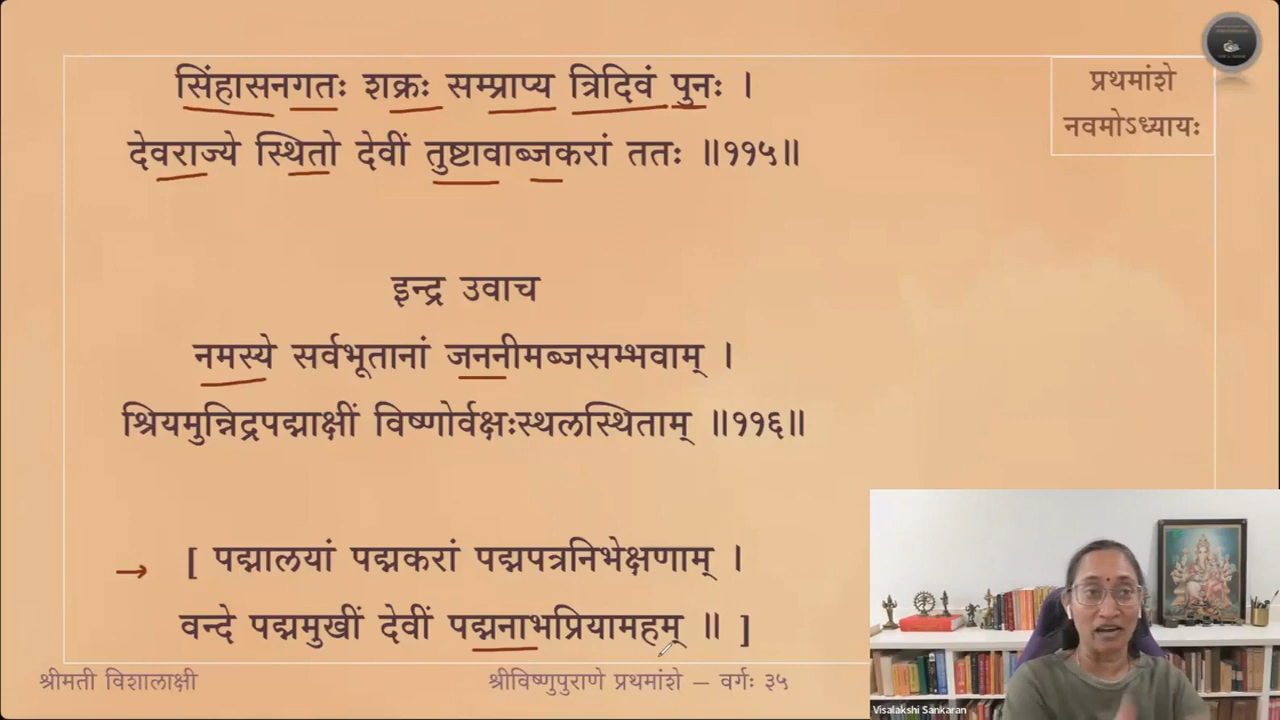 सिंहासनगतः शक्रः सम्प्राप्य त्रिदिवं पुनः ।
देवराज्ये स्थितो देवीं तुष्टावाब्जकरां ततः ॥११५॥
इन्द्र उवाच
नमस्ये सर्वभूतानां जननीमब्जसम्भवाम् ।
श्रियमुन्निद्रपद्माक्षीं विष्णोर्वक्षःस्थलस्थिताम् ॥११६॥
→ [ पद्मालयां पद्मकरां पद्मपत्रनिभेक्षणाम् ।
वन्दे पद्ममुखीं देवीं पद्मनाभप्रियामहम् ॥ ]
प्रथमांशे
नवमोऽध्यायः
श्रीमती विशालाक्षी
श्रीविष्णुपुराणे प्रथमांशे – वर्गः ३५
Visalakshi Sankaran